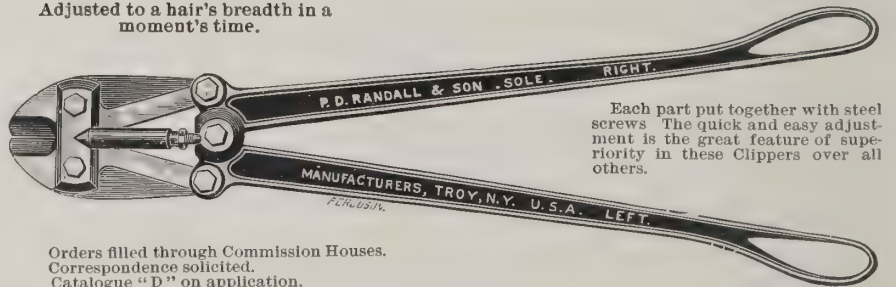 Adjusted to a hair's breadth in a
moment's time.
P. D. RANDALL & SON . SOLE . RIGHT.
Each part put together with steel
screws The quick and easy adjust-
ment is the great feature of supe-
riority in these Clippers over all
others.
MANUFACTURERS, TROY, N.Y. U.S.A. LEFT.
FERGUSON.
Orders filled through Commission Houses.
Correspondence solicited.
Catalogue "D" on application.